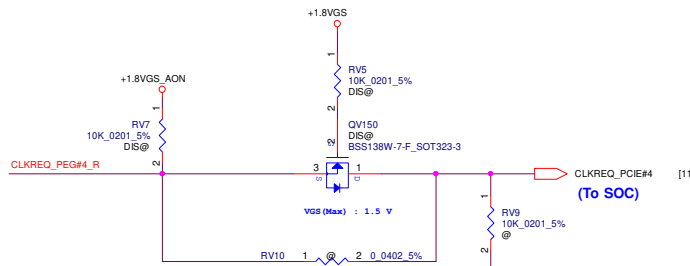 +1.8VGS
1
RV5
10K_0201_5%
DIS@
2
+1.8VGS_AON
1
RV7
10K_0201_5%
DIS@
2
QV150
DIS@
BSS138W-7-F_SOT323-3
2
CLKREQ_PEG#4_R
3
1
S
D
CLKREQ_PCIE#4
[11
(To SOC)
VGS(Max) : 1.5 V
1
RV9
10K_0201_5%
@
2
RV10
1
@
2
0_0402_5%